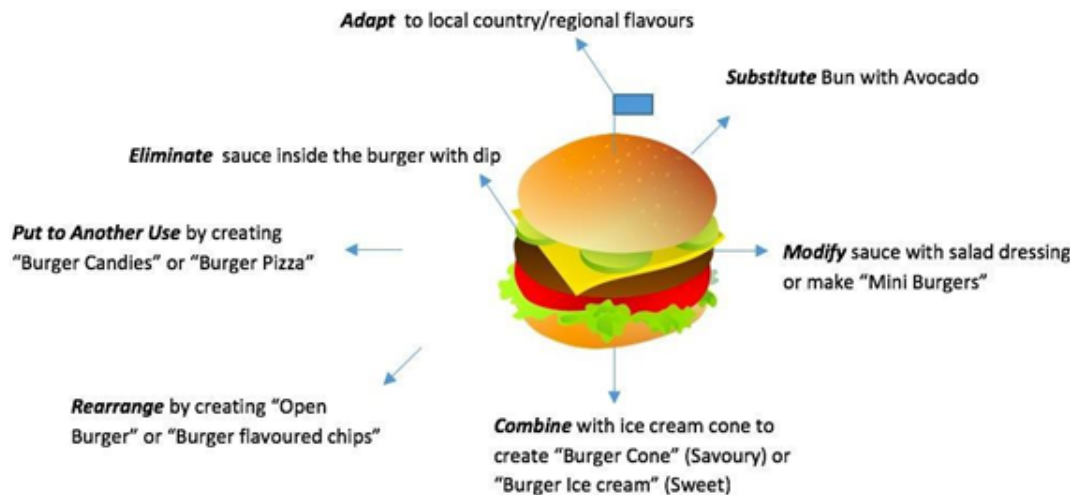 Adapt to local country/regional flavours
Substitute Bun with Avocado
Eliminate sauce inside the burger with dip
Put to Another Use by creating
“Burger Candies” or “Burger Pizza”
Modify sauce with salad dressing
or make “Mini Burgers”
Rearrange by creating “Open
Burger” or “Burger flavoured chips”
Combine with ice cream cone to
create “Burger Cone” (Savoury) or
“Burger Ice cream” (Sweet)